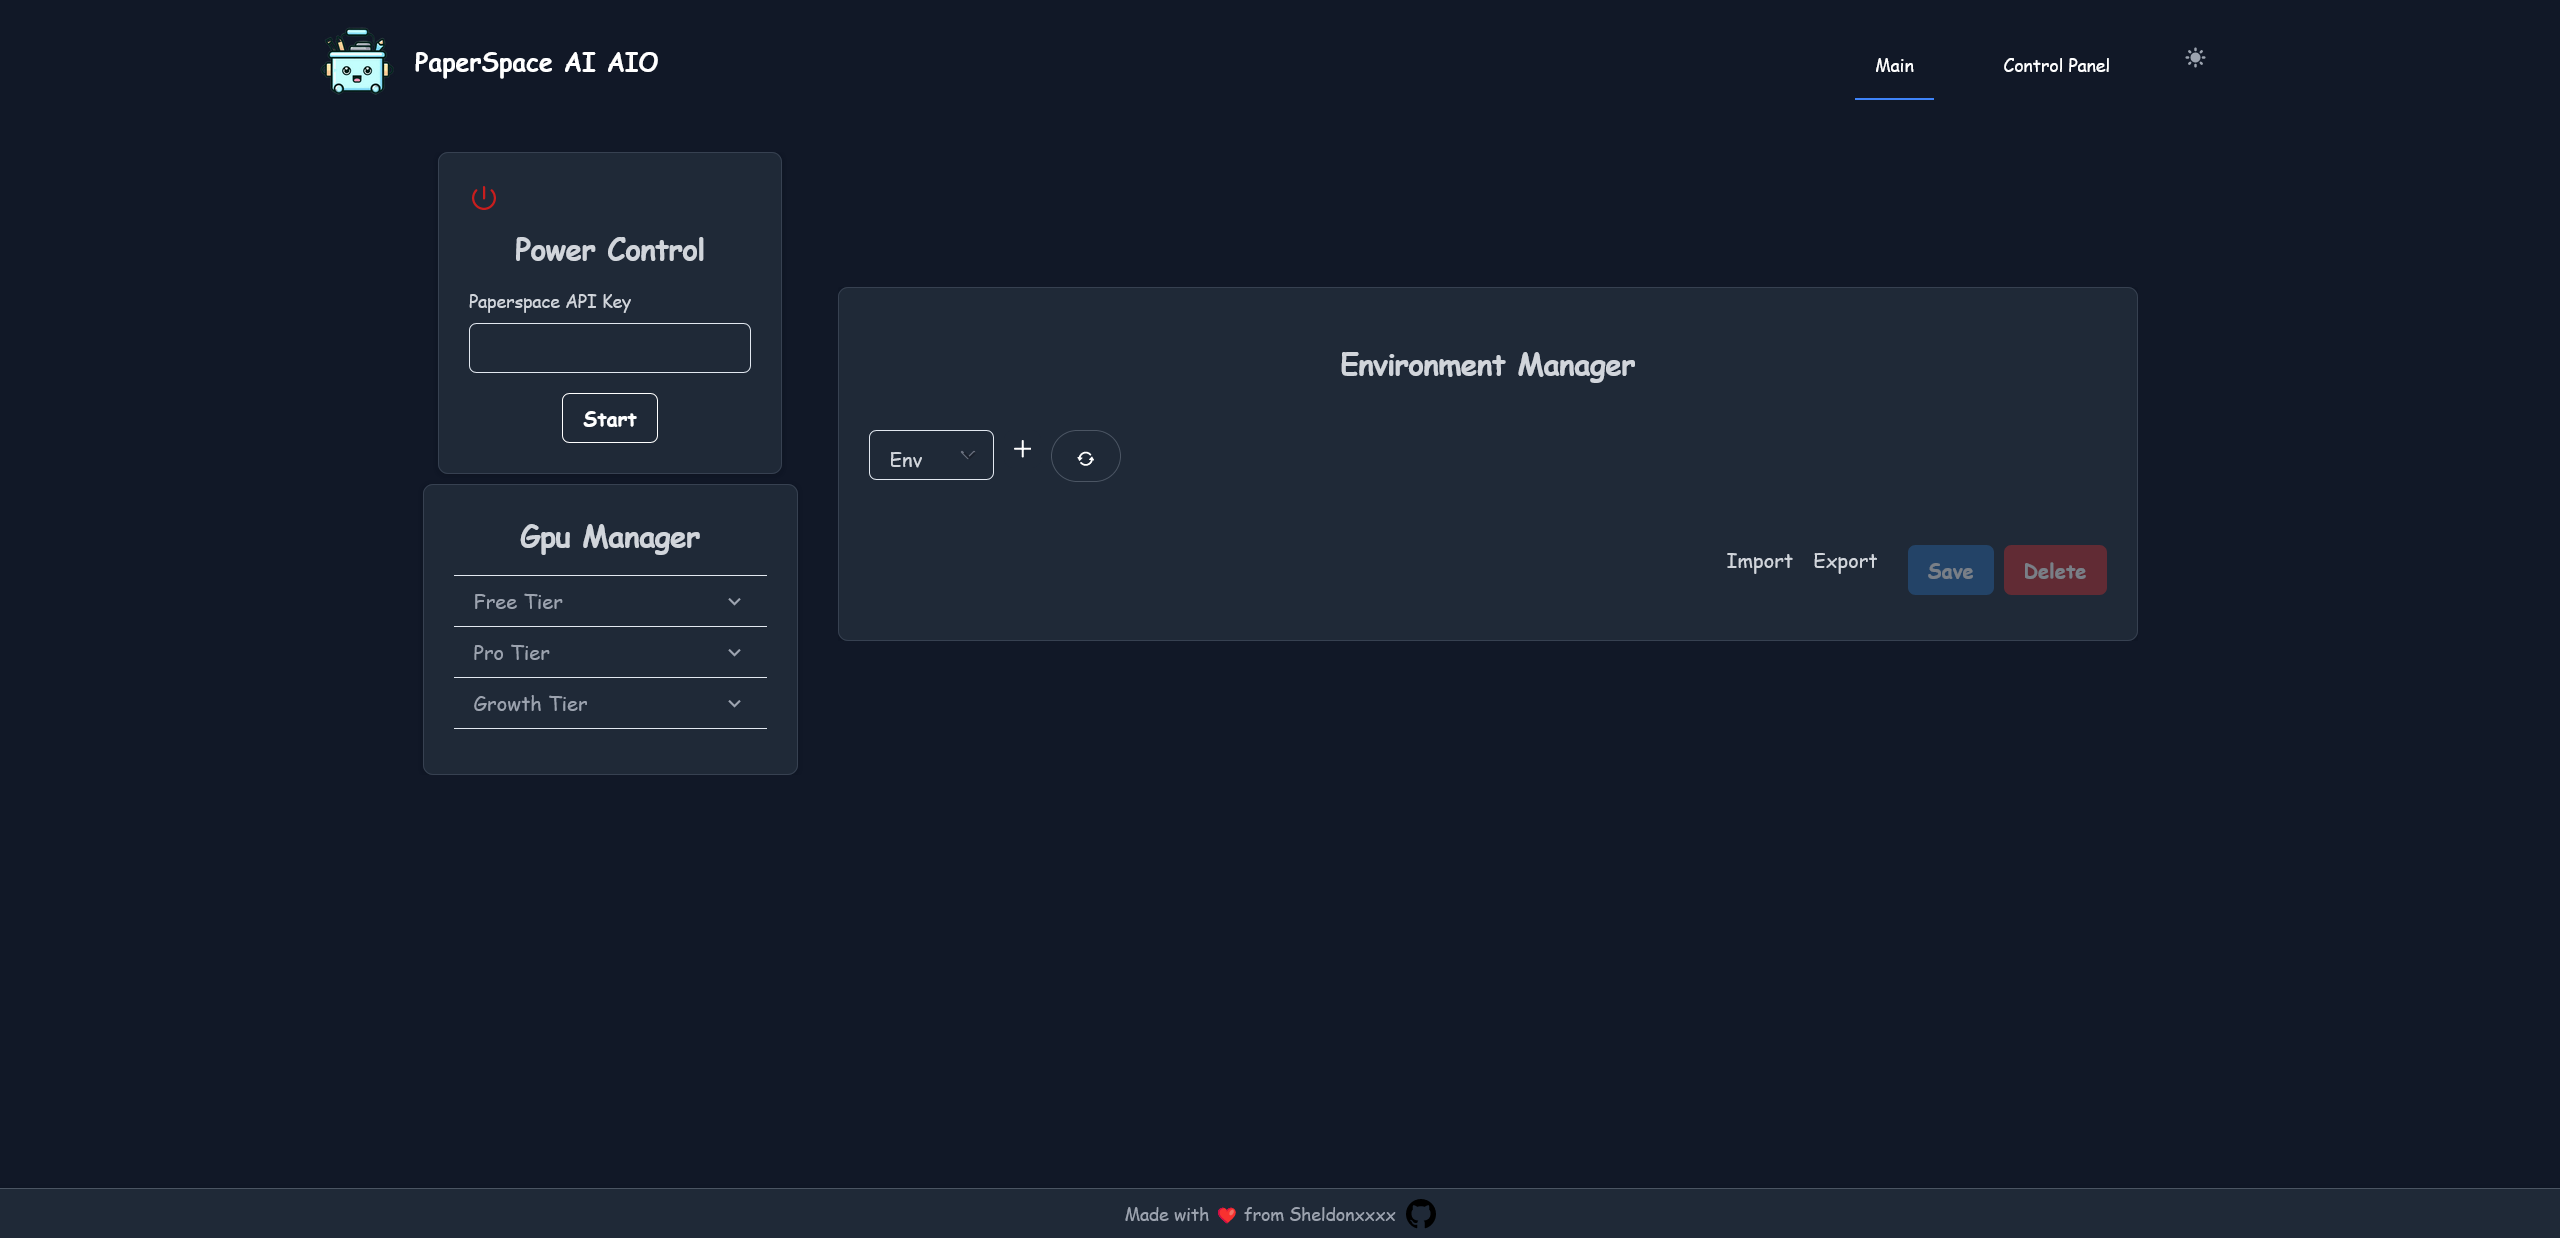 PaperSpace AI AIO
Main
Control Panel
Power Control
Paperspace API Key
Start
Gpu Manager
Free Tier
Pro Tier
Growth Tier
Environment Manager
Env
Import Export Save Delete
Made with ❤️ from Sheldonxxxx